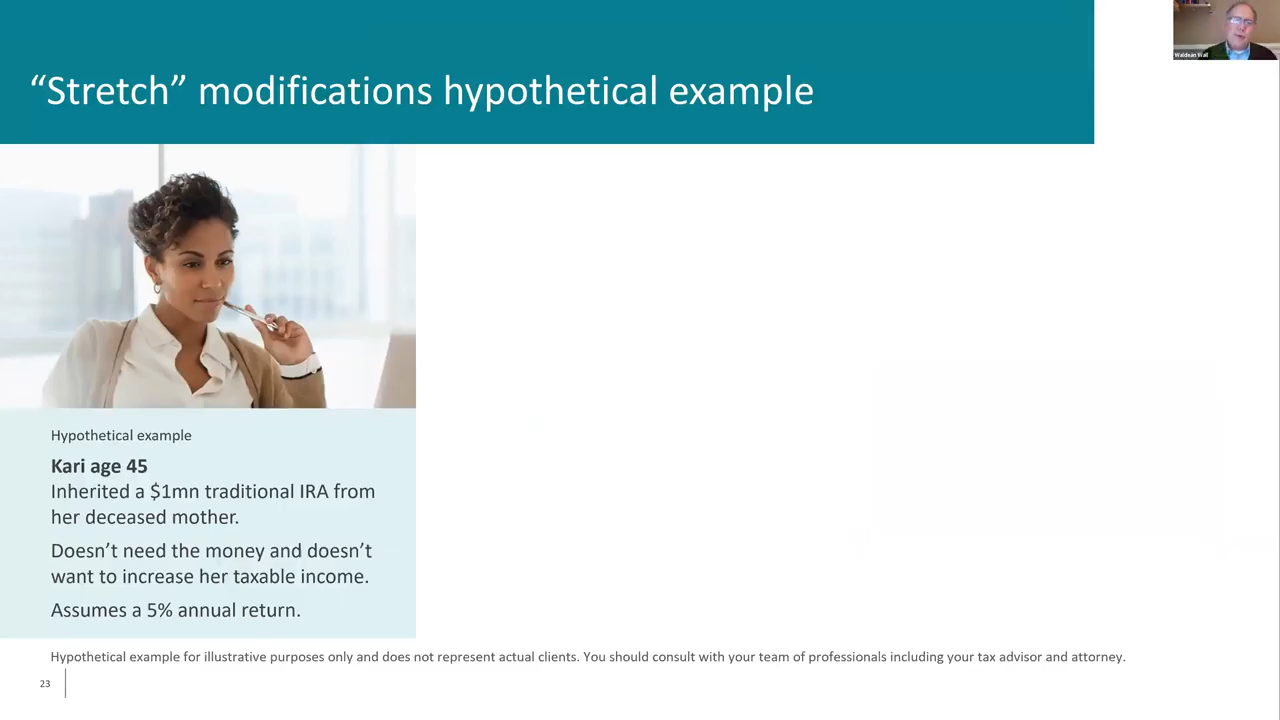 “Stretch” modifications hypothetical example
Waldean Wall
Hypothetical example
Kari age 45
Inherited a $1mn traditional IRA from
her deceased mother.
Doesn’t need the money and doesn’t
want to increase her taxable income.
Assumes a 5% annual return.
Hypothetical example for illustrative purposes only and does not represent actual clients. You should consult with your team of professionals including your tax advisor and attorney.
23